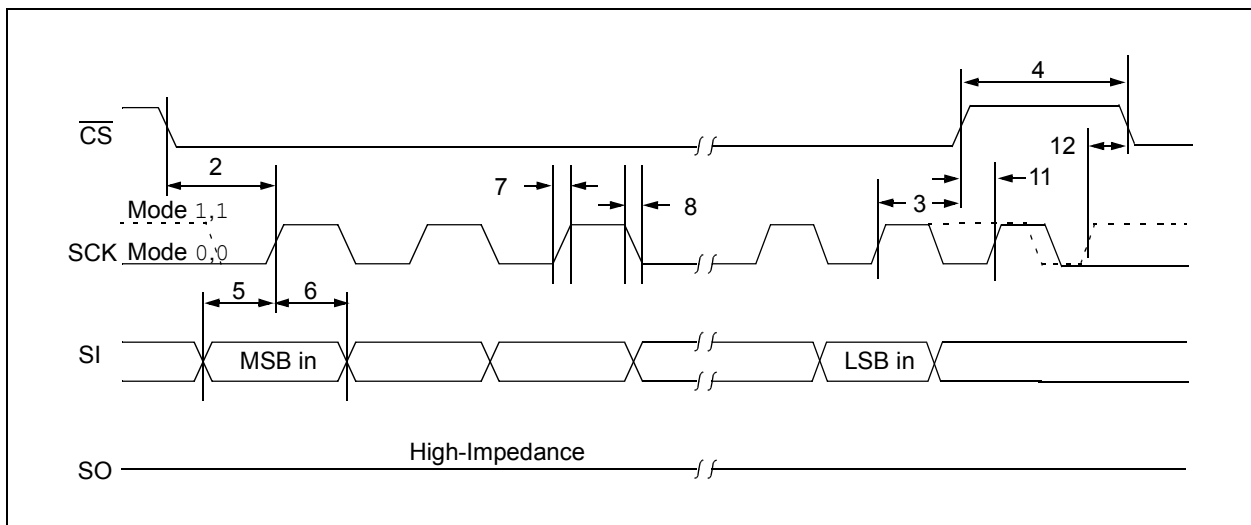 4
CS
12
2
11
7
3
8
Mode 1,1
SCK Mode 0,0
5 6
SI MSB in LSB in
High-Impedance
SO